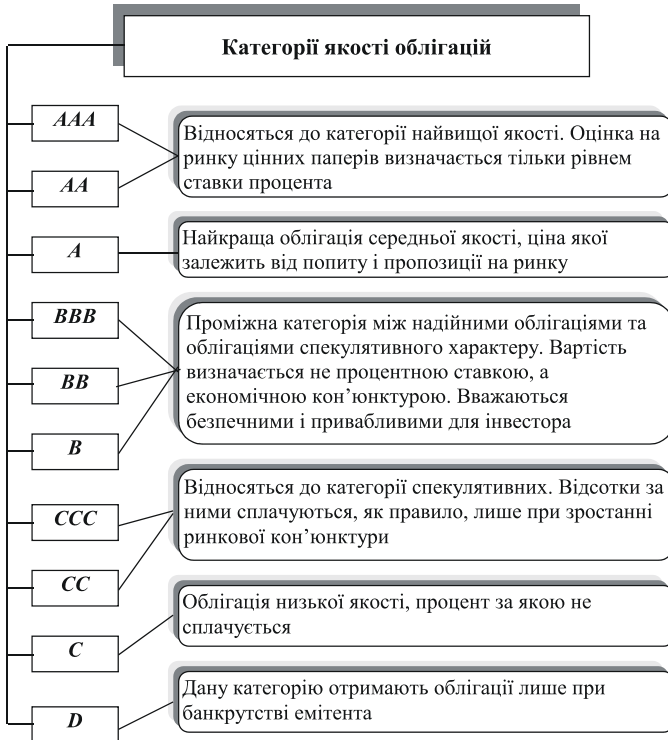 Категорії якості облігацій
AAA
AA
Відносяться до категорії найвищої якості. Оцінка на
ринку цінних паперів визначається тільки рівнем
ставки процента
A
Найкраща облігація середньої якості, ціна якої
залежить від попиту і пропозиції на ринку
BBB
BB
B
Проміжна категорія між надійними облігаціями та
облігаціями спекулятивного характеру. Вартість
визначається не процентною ставкою, а
економічною кон’юнктурою. Вважаються
безпечними і привабливими для інвестора
CCC
CC
Відносяться до категорії спекулятивних. Відсотки за
ними сплачуються, як правило, лише при зростанні
ринкової кон’юнктури
C
Облігація низької якості, процент за якою не
сплачується
D
Дану категорію отримають облігації лише при
банкрутстві емітента